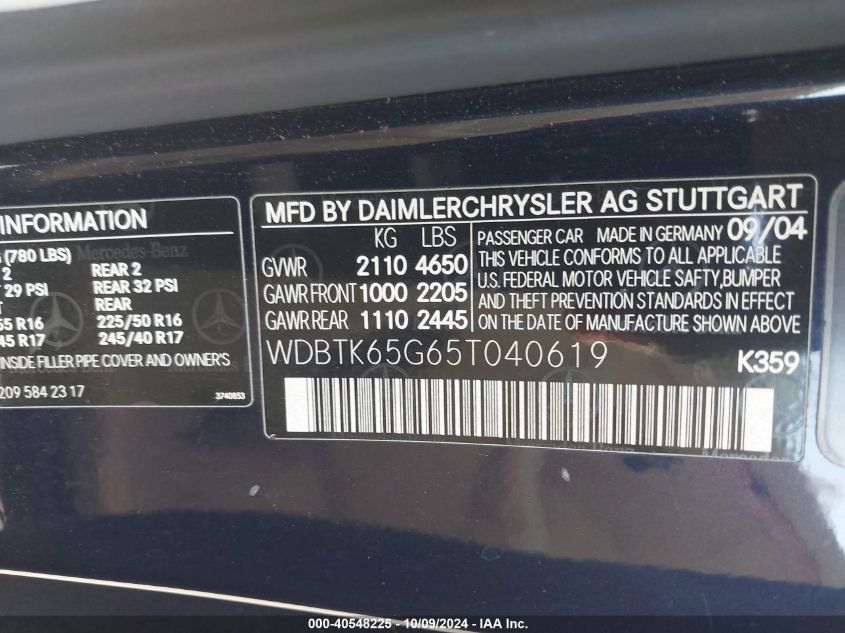 INFORMATION
(780 LBS) Mercedes-Benz
2 REAR 2
29 PSI REAR 32 PSI
REAR
R16 225/50 R16
R17 245/40 R17
INSIDE FILLER PIPE COVER AND OWNER'S
209 584 23 17
3740853
MFD BY DAIMLERCHRYSLER AG STUTTGART
KG LBS
GVWR 2110 4650
GAWR FRONT 1000 2205
GAWR REAR 1110 2445
PASSENGER CAR MADE IN GERMANY 09/04
THIS VEHICLE CONFORMS TO ALL APPLICABLE
U.S. FEDERAL MOTOR VEHICLE SAFTY,BUMPER
AND THEFT PREVENTION STANDARDS IN EFFECT
ON THE DATE OF MANUFACTURE SHOWN ABOVE.
WDBTK65G65T040619 K359
000-40548225 - 10/09/2024 - IAA Inc.